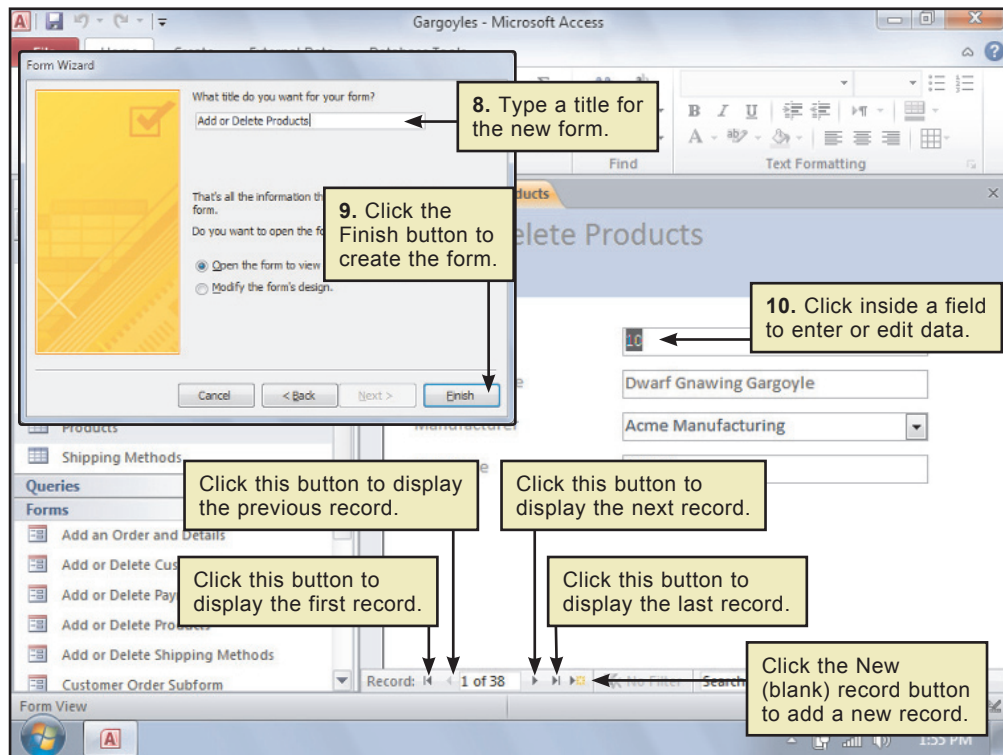 Gargoyles - Microsoft Access
Form Wizard
What title do you want for your form?
Add or Delete Products
8. Type a title for
the new form.
B I U
A
Find
Text Formatting
That's all the information th
form.
Do you want to open the fo
Open the form to view
Modify the form's design.
9. Click the
Finish button to
create the form.
ducts
elete Products
10. Click inside a field
to enter or edit data.
10
Cancel
< Back
Next >
Finish
e
Dwarf Gnawing Gargoyle
Manufacturer
Acme Manufacturing
e
Products
Shipping Methods
Queries
Forms
Add an Order and Details
Add or Delete Cus
Add or Delete Pay
Add or Delete Products
Add or Delete Shipping Methods
Customer Order Subform
Click this button to display
the previous record.
Click this button to
display the next record.
Click this button to
display the first record.
Click this button to
display the last record.
Record: 1 of 38 No Filter Search
Click the New
(blank) record button
to add a new record.
Form View
1:55 PM